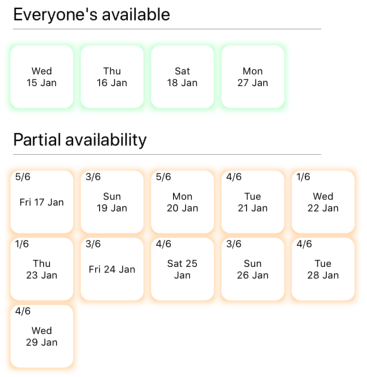 Everyone's available
Wed
15 Jan
Thu
16 Jan
Sat
18 Jan
Mon
27 Jan
Partial availability
5/6
Fri 17 Jan
3/6
Sun
19 Jan
5/6
Mon
20 Jan
4/6
Tue
21 Jan
1/6
Wed
22 Jan
1/6
Thu
23 Jan
3/6
Fri 24 Jan
4/6
Sat 25
Jan
3/6
Sun
26 Jan
4/6
Tue
28 Jan
4/6
Wed
29 Jan